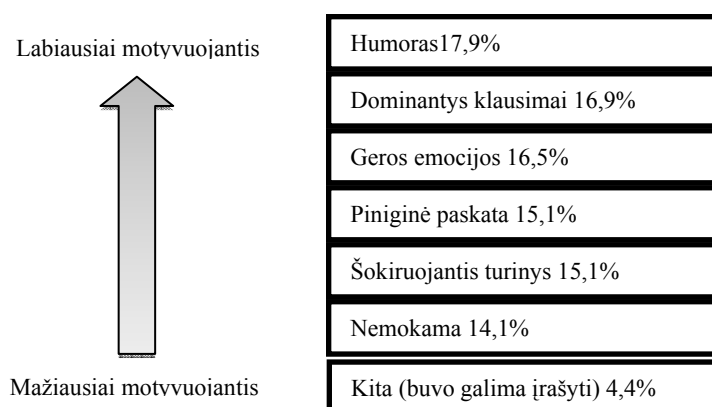 Labiausiai motyvuojantis
Humoras17,9%
Dominantys klausimai 16,9%
Geros emocijos 16,5%
Piniginė paskata 15,1%
Šokiruojantis turinys 15,1%
Nemokama 14,1%
Mažiausiai motyvuojantis
Kita (buvo galima įrašyti) 4,4%